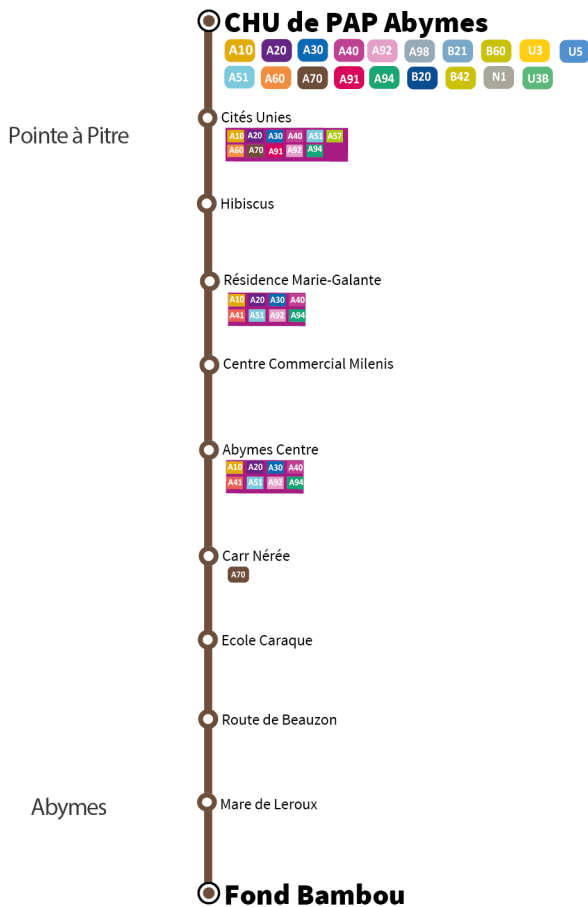 CHU de PAP Abymes
A10 A20 A30 A40 A92 A98 B21 B60 U3 U5
A51 A60 A70 A91 A94 B20 B42 N1 U3B
Cités Unies
Pointe à Pitre
A10 A20 A30 A40 A51 A57
A60 A70 A91 A92 A94
Hibiscus
Résidence Marie-Galante
A10 A20 A30 A40
A41 A51 A92 A94
Centre Commercial Milenis
Abymes Centre
A10 A20 A30 A40
A41 A51 A92 A94
Carr Nérée
A70
Ecole Caraque
Route de Beauzon
Mare de Leroux
Abymes
Fond Bambou